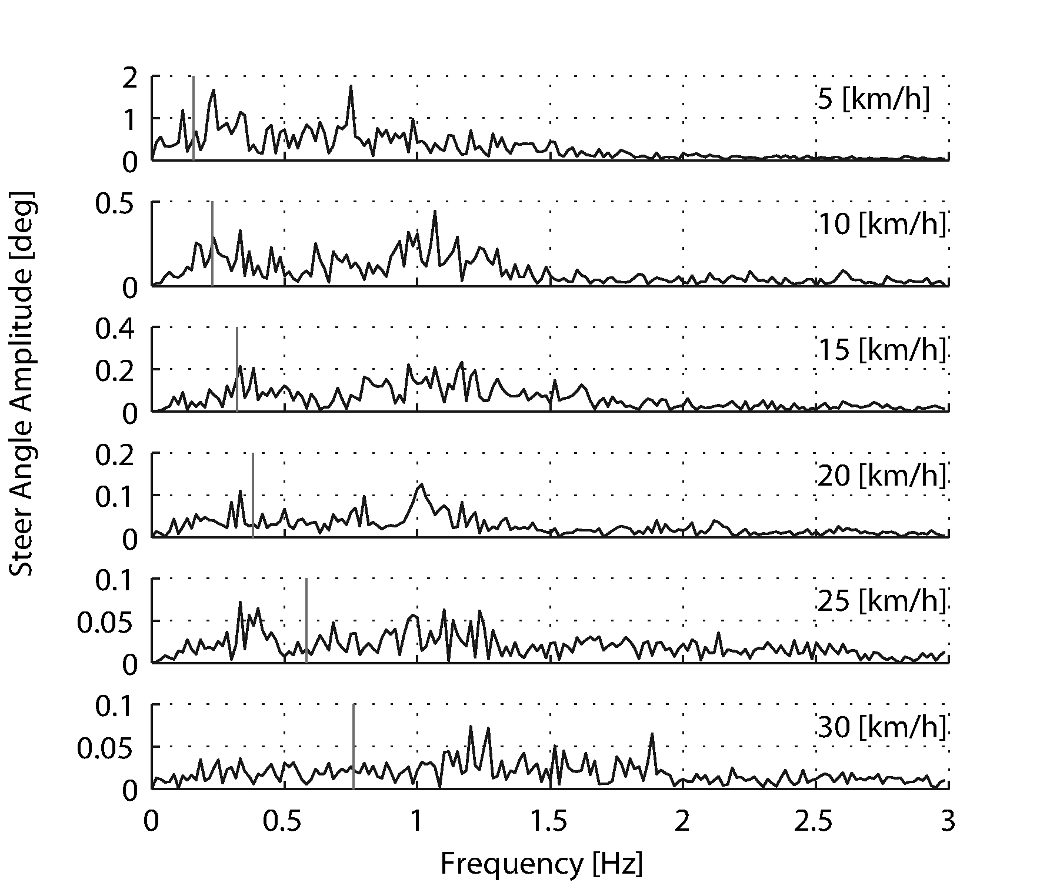 Steer Angle Amplitude [deg]
2
1
0
5 [km/h]
0.5
0
10 [km/h]
0.4
0.2
0
15 [km/h]
0.2
0.1
0
20 [km/h]
0.1
0.05
0
25 [km/h]
0.1
0.05
0
30 [km/h]
0 0.5 1 1.5 2 2.5 3
Frequency [Hz]